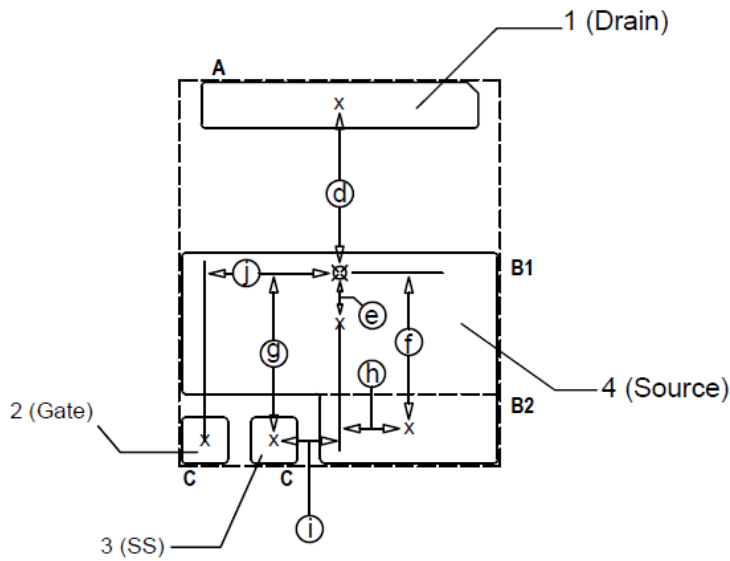 1 (Drain)
A
x
d
B1
j
e
x
g
f
h
4 (Source)
B2
2 (Gate)
x
x
x
C
C
i
3 (SS)